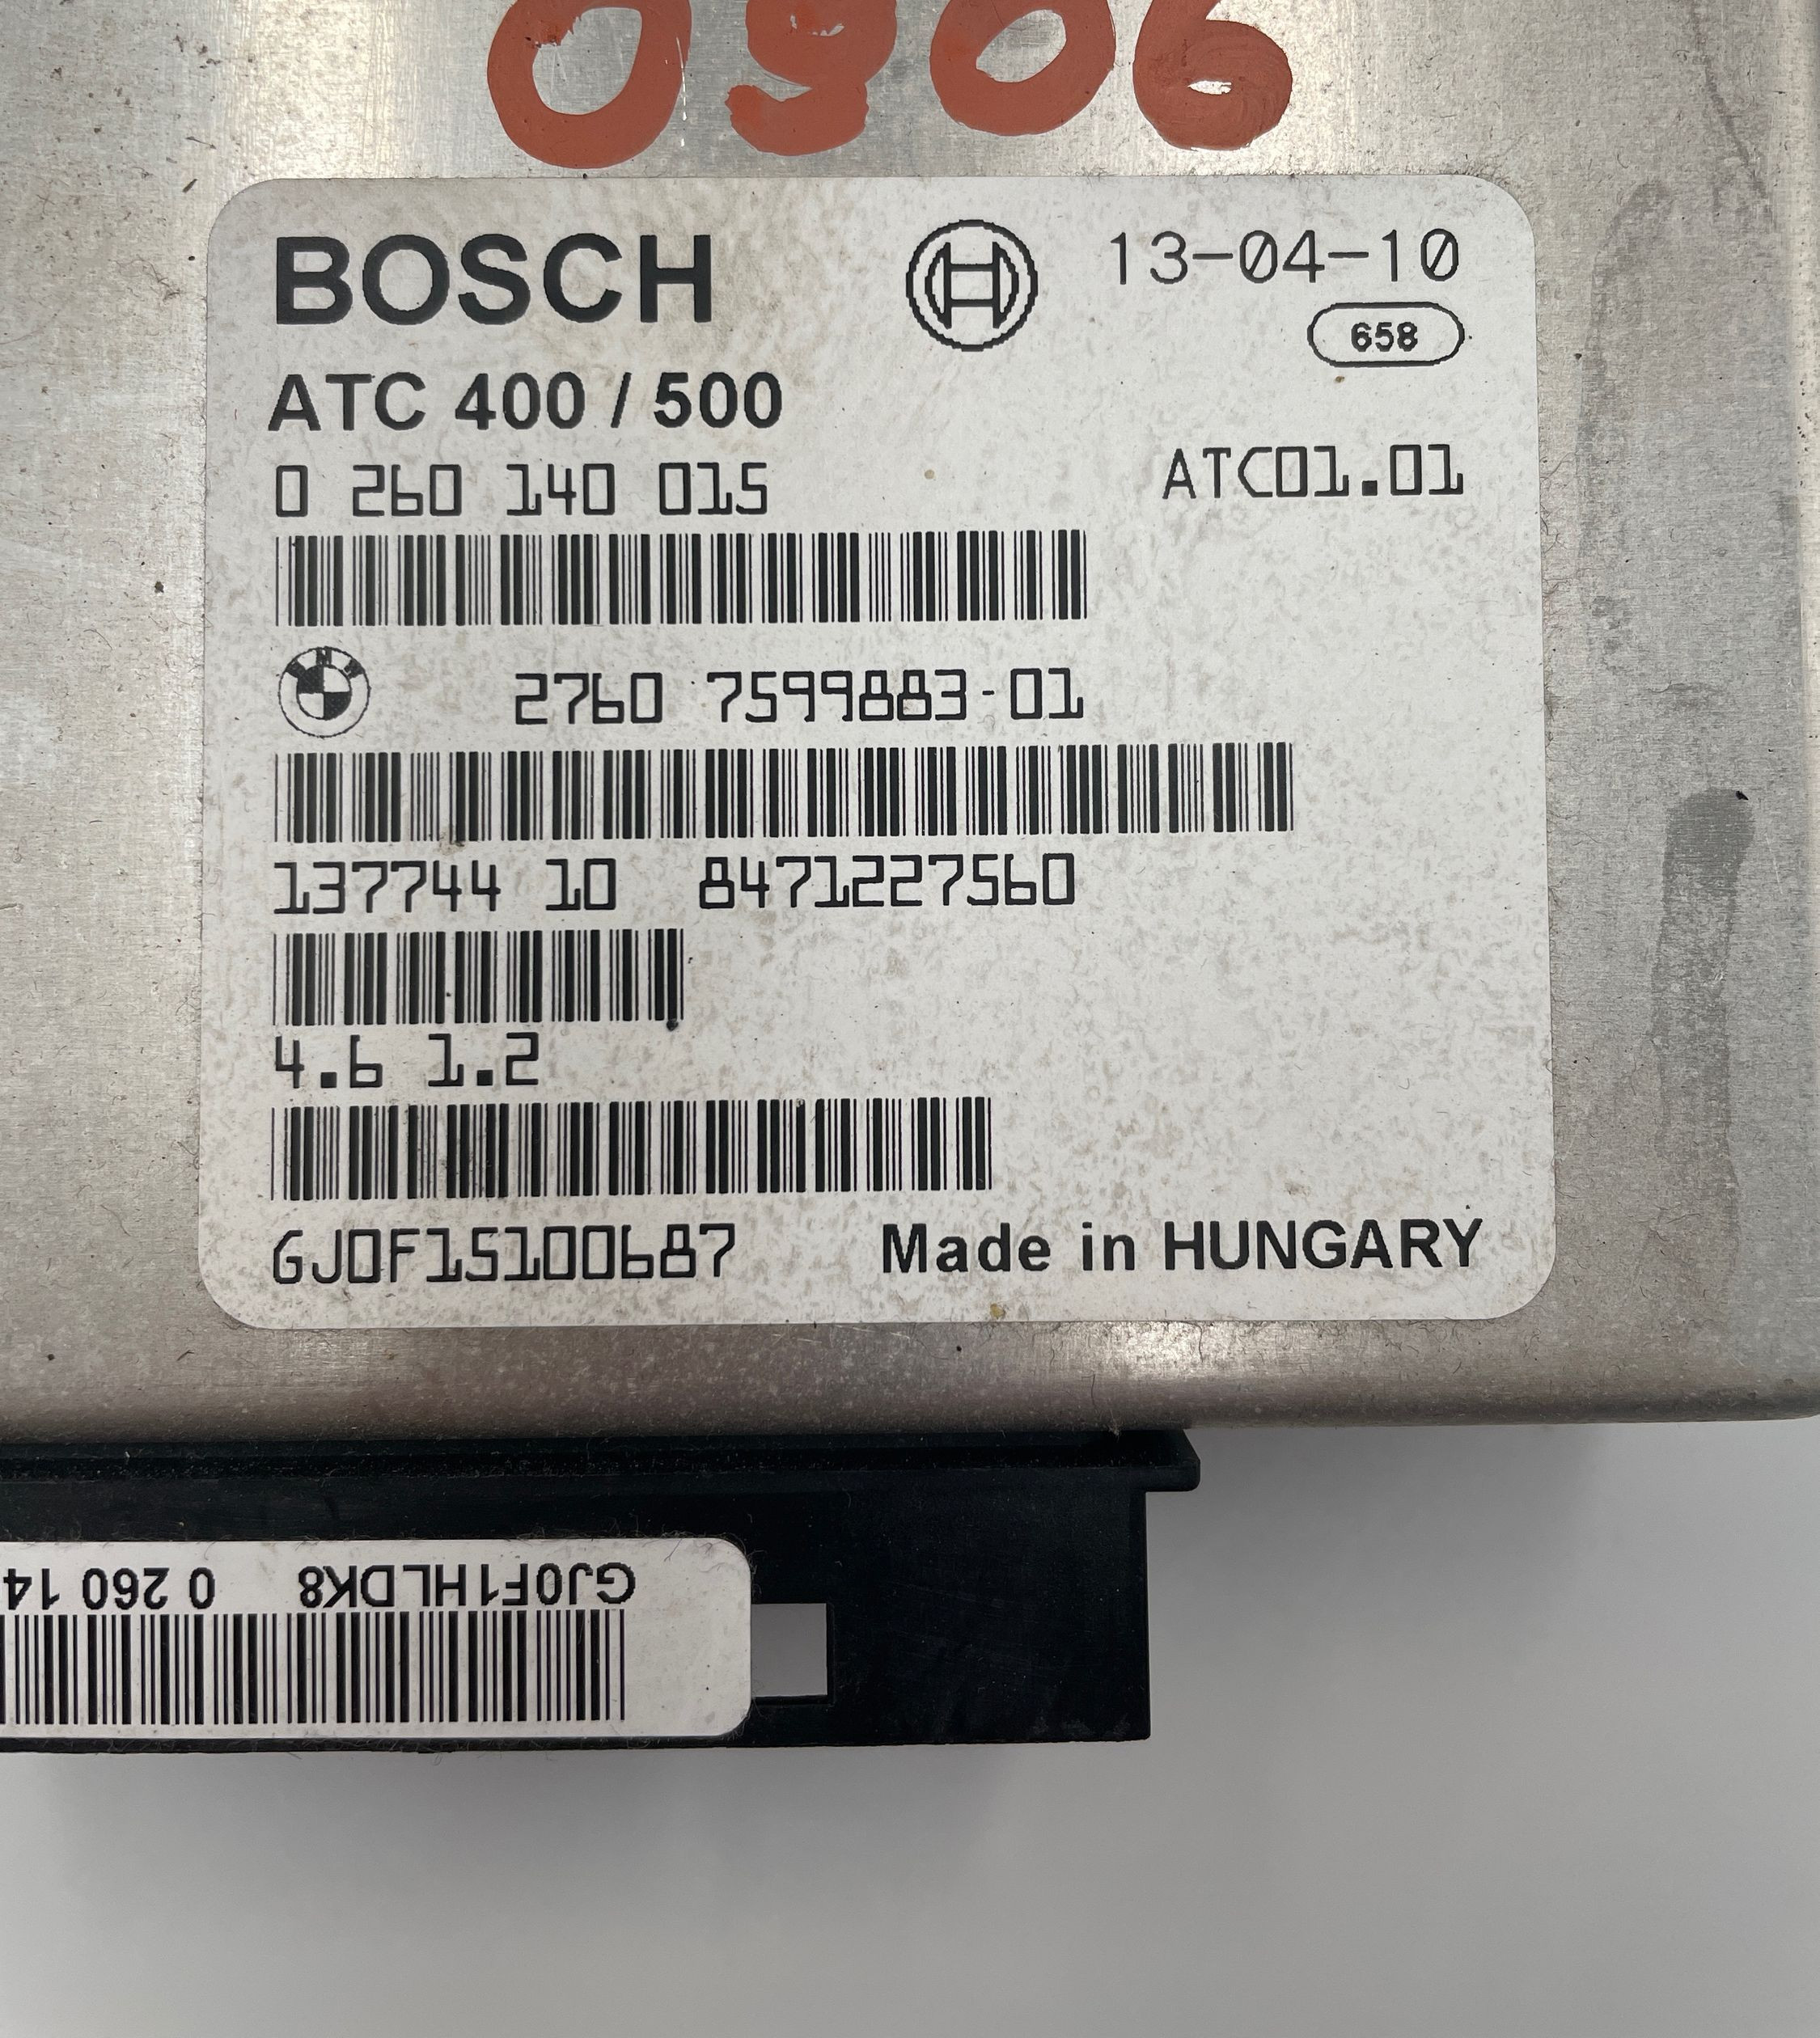 0906
BOSCH 13-04-10
658
ATC 400 / 500
0 260 140 015 ATC01.01
2760 7599883-01
137744 10 8471227560
4.6 1.2
GJ0F15100687 Made in HUNGARY
GJ0F1HLDK8 0 260 14